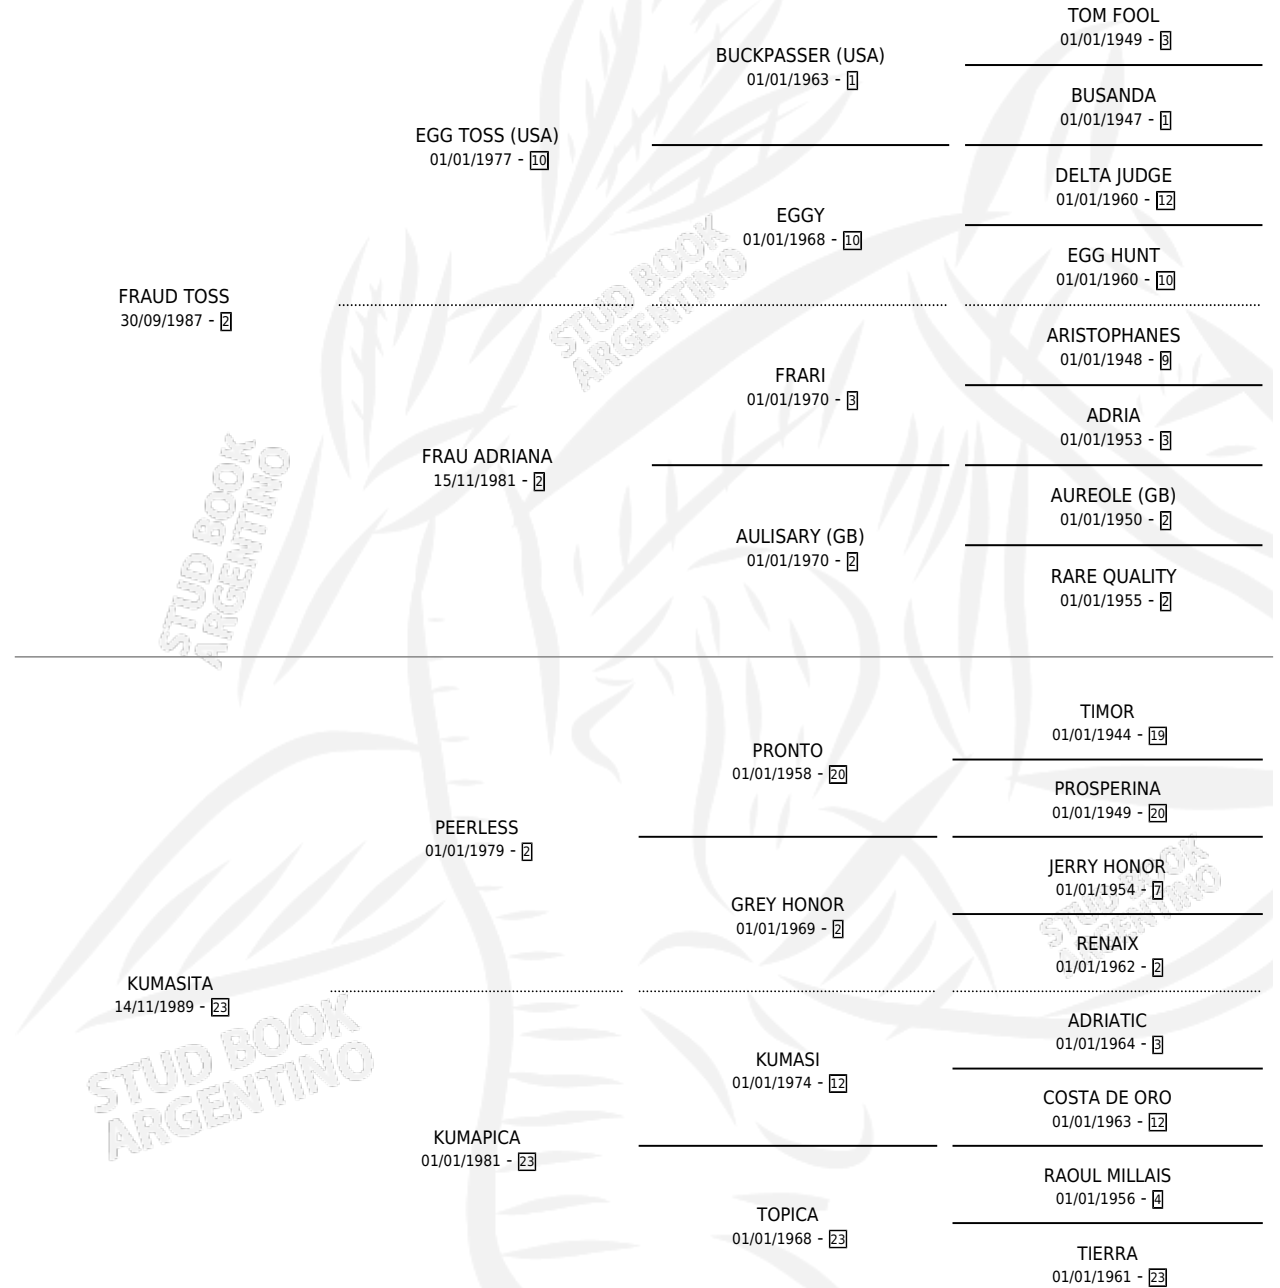 TOM FOOL
01/01/1949 - 3
BUCKPASSER (USA)
01/01/1963 - 1
BUSANDA
01/01/1947 - 1
EGG TOSS (USA)
01/01/1977 - 10
DELTA JUDGE
01/01/1960 - 12
EGGY
01/01/1968 - 10
EGG HUNT
01/01/1960 - 10
FRAUD TOSS
30/09/1987 - 2
STUD BOOK
ARGENTINO
ARISTOPHANES
01/01/1948 - 9
FRARI
01/01/1970 - 3
ADRIA
01/01/1953 - 3
FRAU ADRIANA
15/11/1981 - 2
AUREOLE (GB)
01/01/1950 - 2
AULISARY (GB)
01/01/1970 - 2
RARE QUALITY
01/01/1955 - 2
STUD BOOK
ARGENTINO
TIMOR
01/01/1944 - 19
PRONTO
01/01/1958 - 20
PROSPERINA
01/01/1949 - 20
PEERLESS
01/01/1979 - 2
JERRY HONOR
01/01/1954 - 7
GREY HONOR
01/01/1969 - 2
RENAIX
01/01/1962 - 2
STUD BOOK
ARGENTINO
KUMASITA
14/11/1989 - 23
ADRIATIC
01/01/1964 - 3
KUMASI
01/01/1974 - 12
COSTA DE ORO
01/01/1963 - 12
STUD BOOK
ARGENTINO
KUMAPICA
01/01/1981 - 23
RAOUL MILLAIS
01/01/1956 - 4
TOPICA
01/01/1968 - 23
TIERRA
01/01/1961 - 23